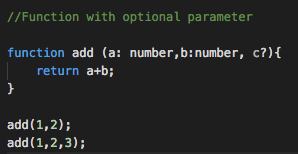 //Function with optional parameter
function add (a: number,b:number, c?){
return a+b;
}
add(1,2);
add(1,2,3);